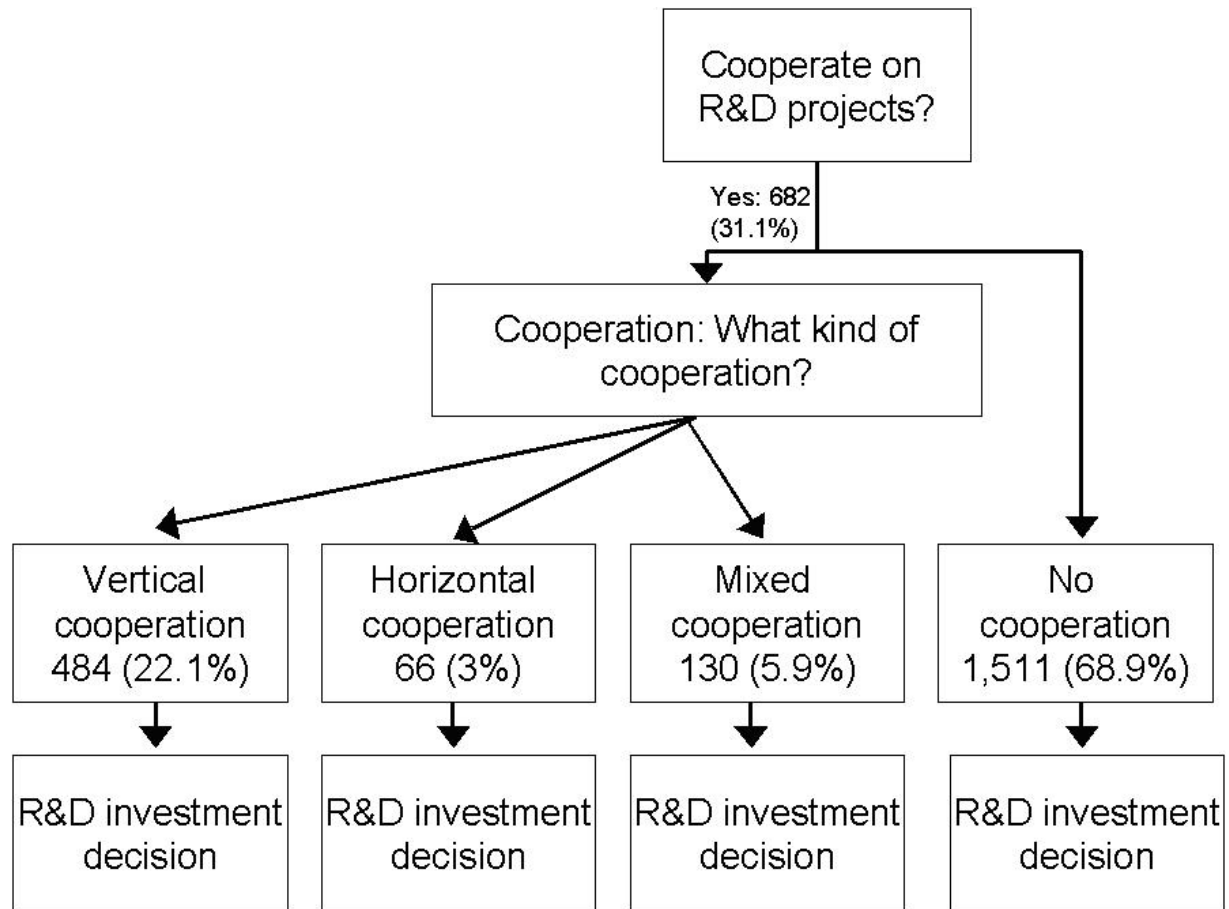 Cooperate on
R&D projects?
Yes: 682
(31.1%)
Cooperation: What kind of
cooperation?
Vertical
cooperation
484 (22.1%)
Horizontal
cooperation
66 (3%)
Mixed
cooperation
130 (5.9%)
No
cooperation
1,511 (68.9%)
R&D investment
decision
R&D investment
decision
R&D investment
decision
R&D investment
decision